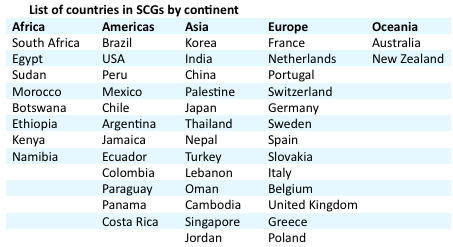 List of countries in SCGs by continent
Africa Americas Asia Europe Oceania
South Africa Brazil Korea France Australia
Egypt USA India Netherlands New Zealand
Sudan Peru China Portugal
Morocco Mexico Palestine Switzerland
Botswana Chile Japan Germany
Ethiopia Argentina Thailand Sweden
Kenya Jamaica Nepal Spain
Namibia Ecuador Turkey Slovakia
Colombia Lebanon Italy
Paraguay Oman Belgium
Panama Cambodia United Kingdom
Costa Rica Singapore Greece
Jordan Poland